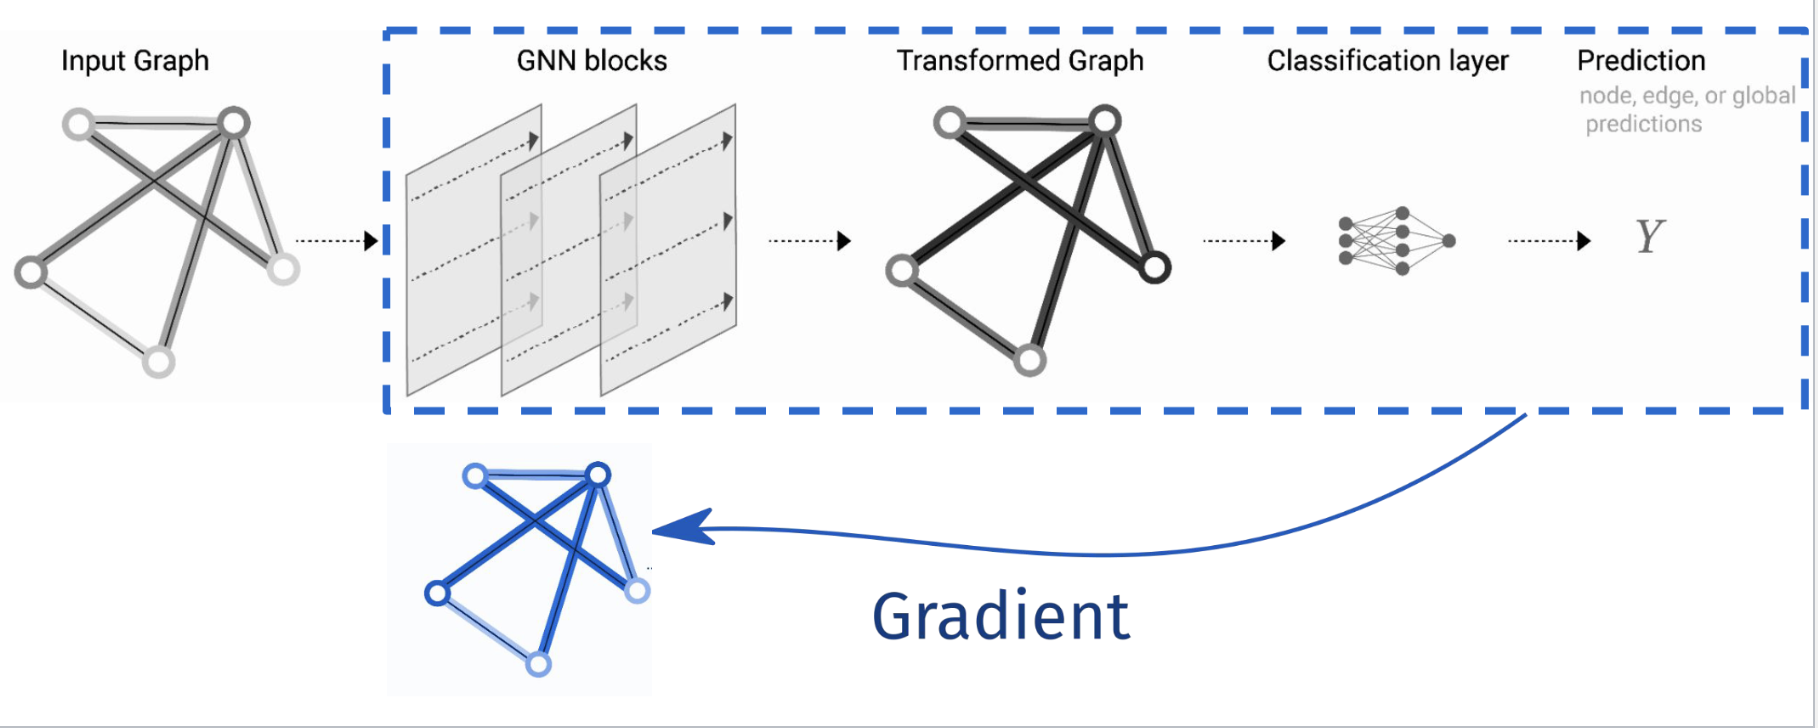 Input Graph
GNN blocks
Transformed Graph
Classification layer
Prediction
node, edge, or global
predictions
Y
Gradient